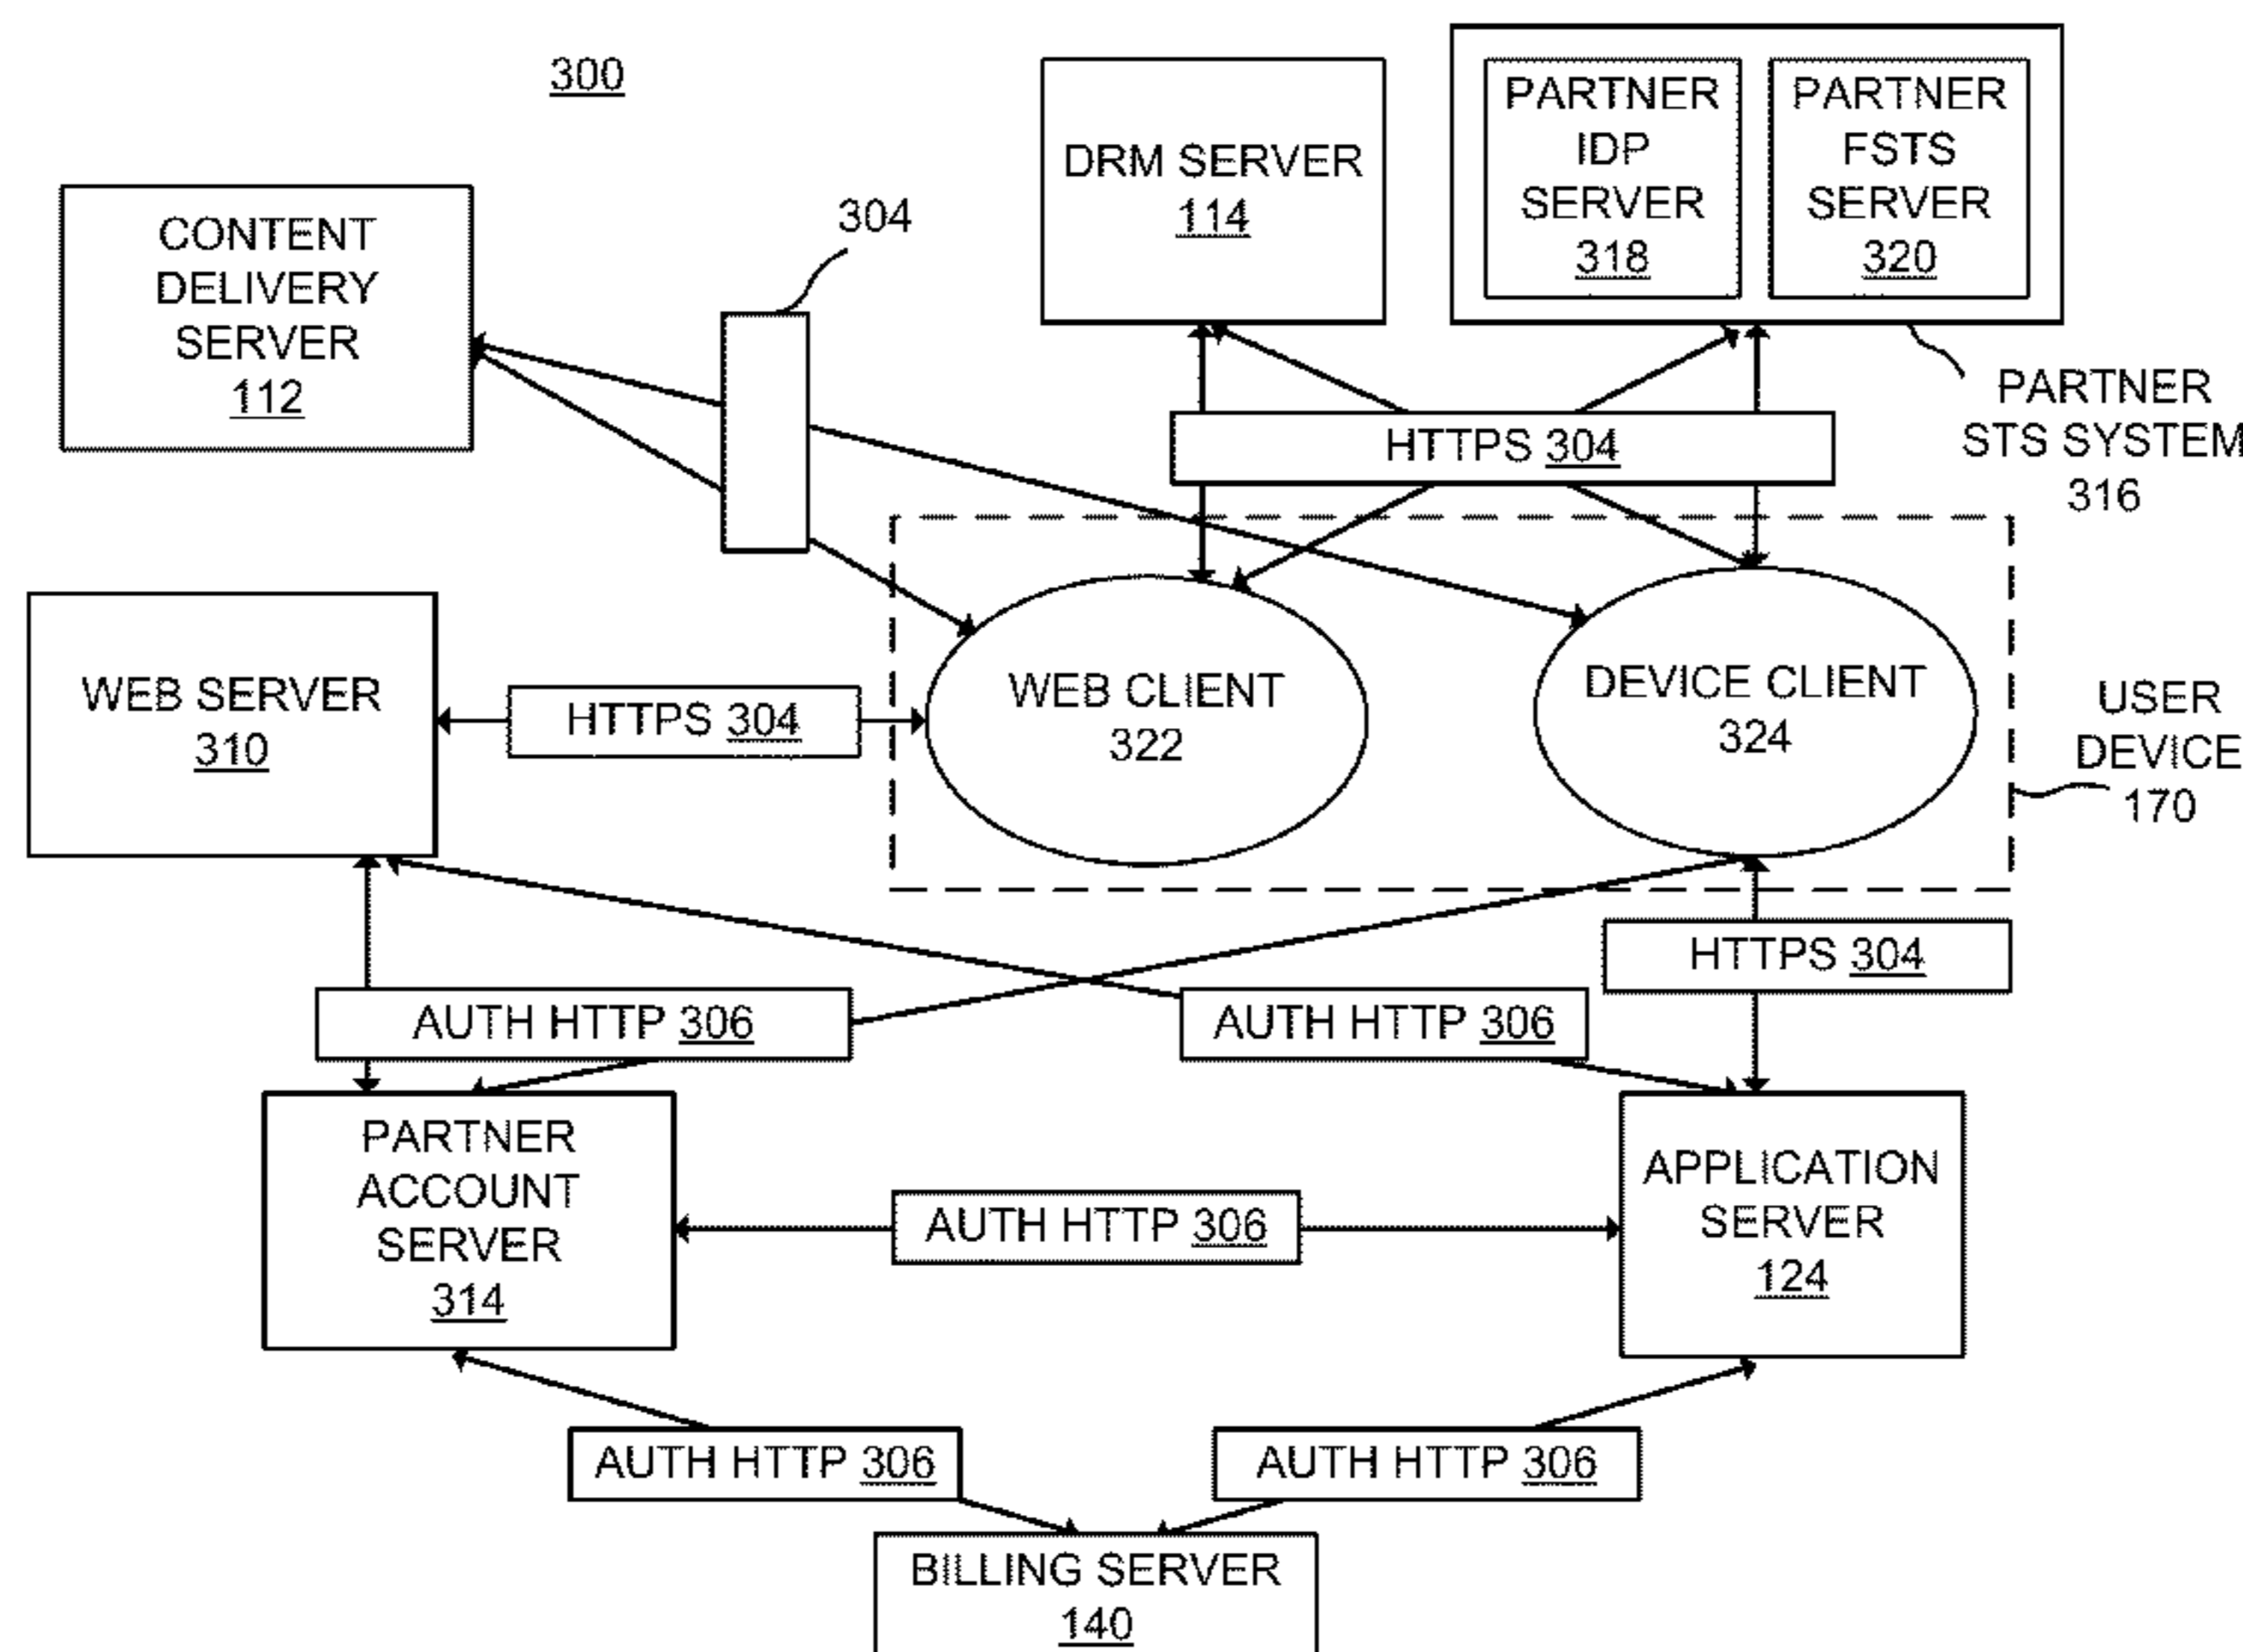 300
DRM SERVER
114
PARTNER
IDP
SERVER
318
PARTNER
FSTS
SERVER
320
CONTENT
DELIVERY
SERVER
112
304
HTTPS 304
PARTNER
STS SYSTEM
316
WEB SERVER
310
HTTPS 304
WEB CLIENT
322
DEVICE CLIENT
324
USER
DEVICE
170
HTTPS 304
AUTH HTTP 306
AUTH HTTP 306
PARTNER
ACCOUNT
SERVER
314
AUTH HTTP 306
APPLICATION
SERVER
124
AUTH HTTP 306
AUTH HTTP 306
BILLING SERVER
140